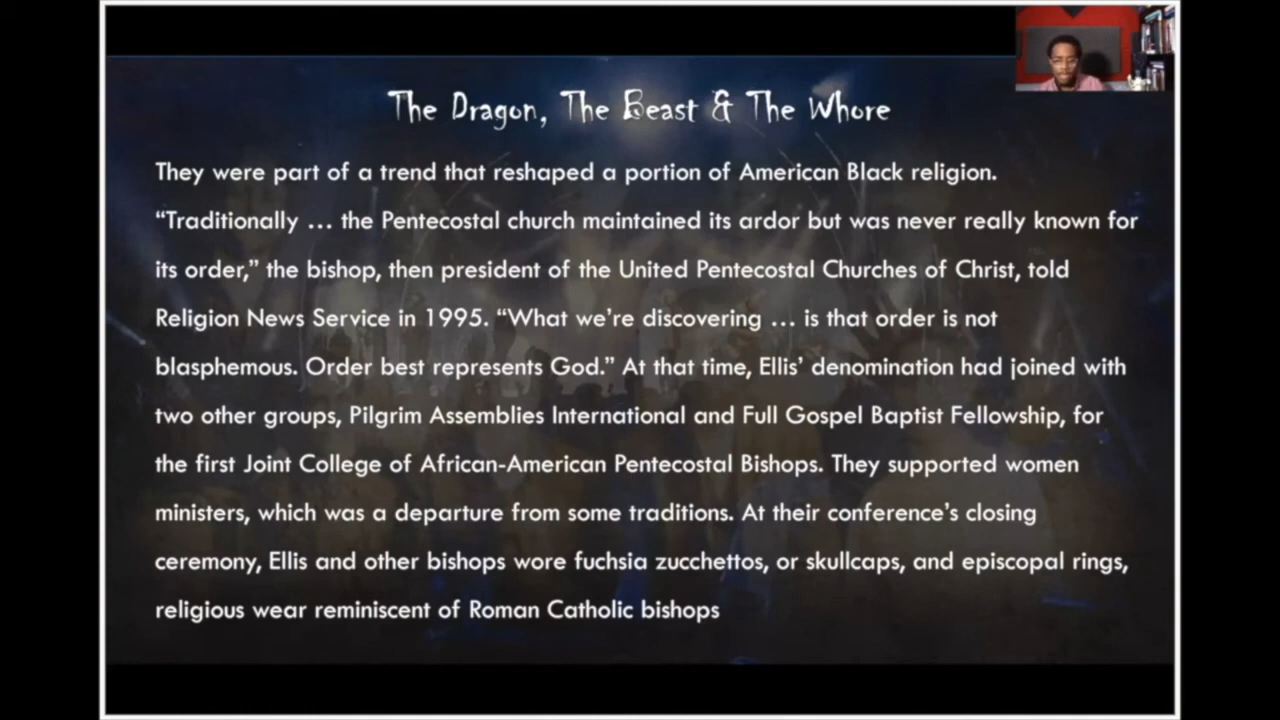 The Dragon, The Beast & The Whore
They were part of a trend that reshaped a portion of American Black religion.
“Traditionally … the Pentecostal church maintained its ardor but was never really known for
its order,” the bishop, then president of the United Pentecostal Churches of Christ, told
Religion News Service in 1995. “What we’re discovering … is that order is not
blasphemous. Order best represents God.” At that time, Ellis’ denomination had joined with
two other groups, Pilgrim Assemblies International and Full Gospel Baptist Fellowship, for
the first Joint College of African-American Pentecostal Bishops. They supported women
ministers, which was a departure from some traditions. At their conference’s closing
ceremony, Ellis and other bishops wore fuchsia zucchettos, or skullcaps, and episcopal rings,
religious wear reminiscent of Roman Catholic bishops